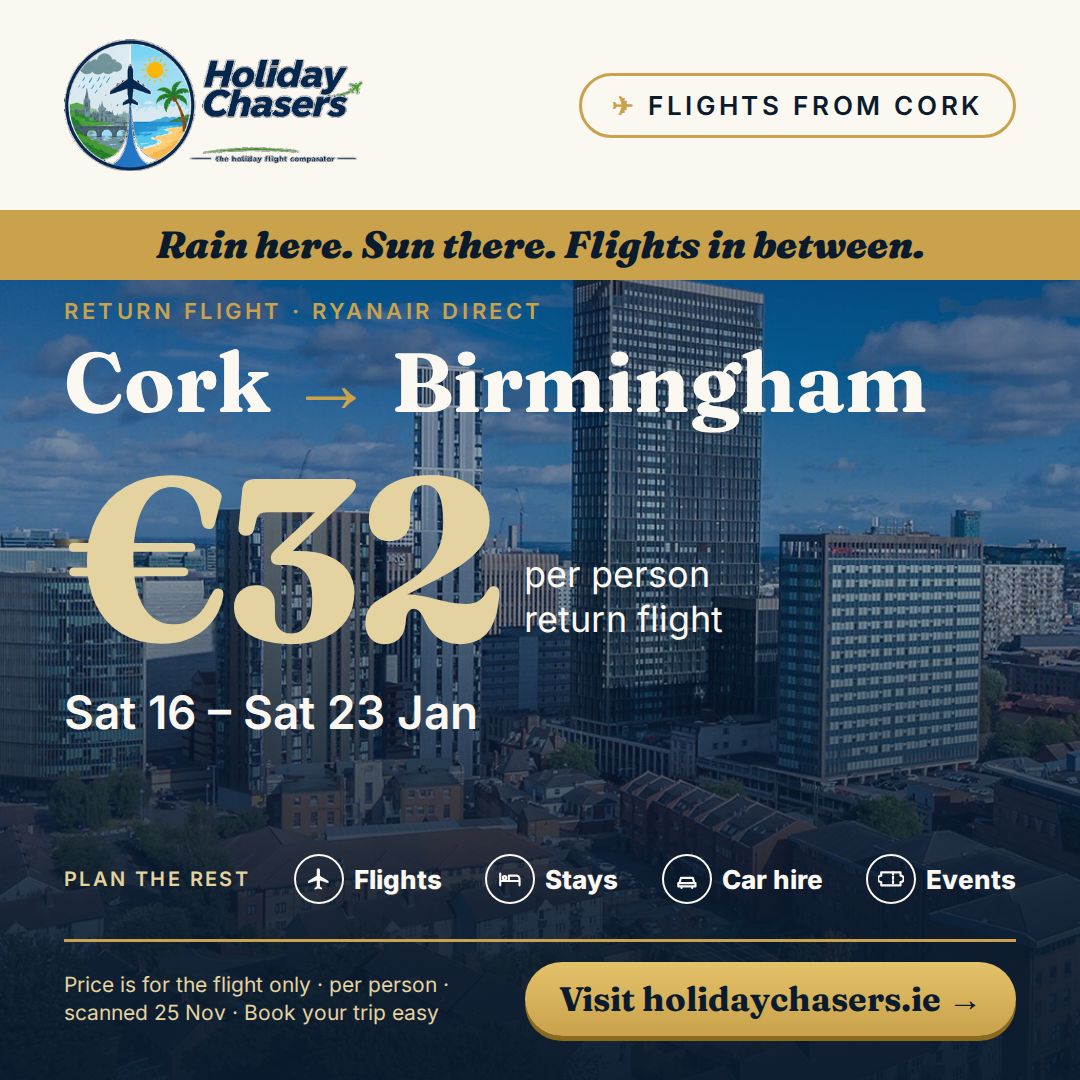 Holiday
Chasers
the holiday flight comparator
✈ FLIGHTS FROM CORK
Rain here. Sun there. Flights in between.
RETURN FLIGHT · RYANAIR DIRECT
Cork → Birmingham
€32
per person
return flight
Sat 16 – Sat 23 Jan
PLAN THE REST Flights Stays Car hire Events
Price is for the flight only · per person ·
scanned 25 Nov · Book your trip easy
Visit holidaychasers.ie →